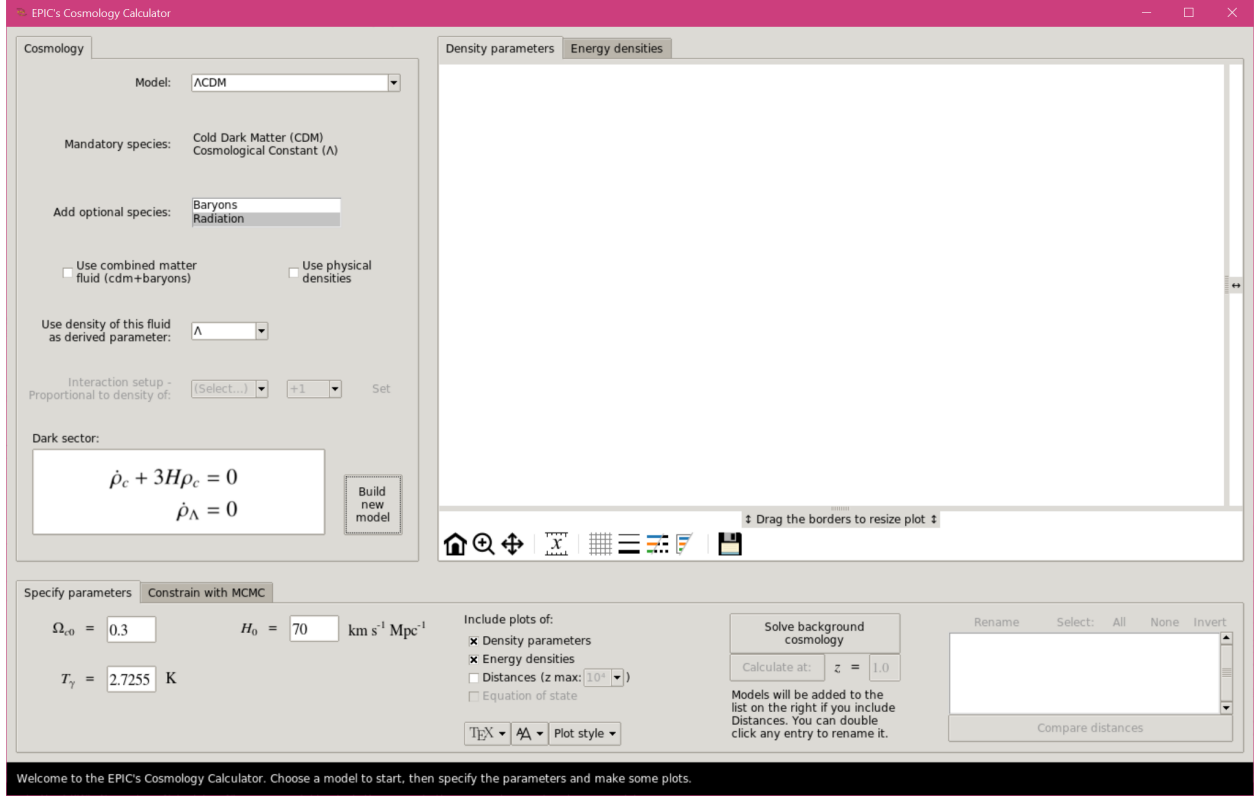 EPIC's Cosmology Calculator
Cosmology
Model:
ΛCDM
Mandatory species:
Cold Dark Matter (CDM)
Cosmological Constant (Λ)
Add optional species:
Baryons
Radiation
Use combined matter
fluid (cdm+baryons)
Use physical
densities
Use density of this fluid
as derived parameter:
Λ
Interaction setup -
Proportional to density of:
(Select...)
+1
Set
Dark sector:
ρ̇c + 3Hρc = 0
ρ̇Λ = 0
Build
new
model
Density parameters
Energy densities
↔
↕ Drag the borders to resize plot ↕
x
Specify parameters
Constrain with MCMC
Ωc0 = 0.3
H0 = 70 km s⁻¹ Mpc⁻¹
Tγ = 2.7255 K
Include plots of:
Density parameters
Energy densities
Distances (z max: 10⁴ )
Equation of state
TEX
AA
Plot style
Solve background
cosmology
Calculate at:
z = 1.0
Models will be added to the
list on the right if you include
Distances. You can double
click any entry to rename it.
Rename
Select:
All
None
Invert
Compare distances
Welcome to the EPIC's Cosmology Calculator. Choose a model to start, then specify the parameters and make some plots.